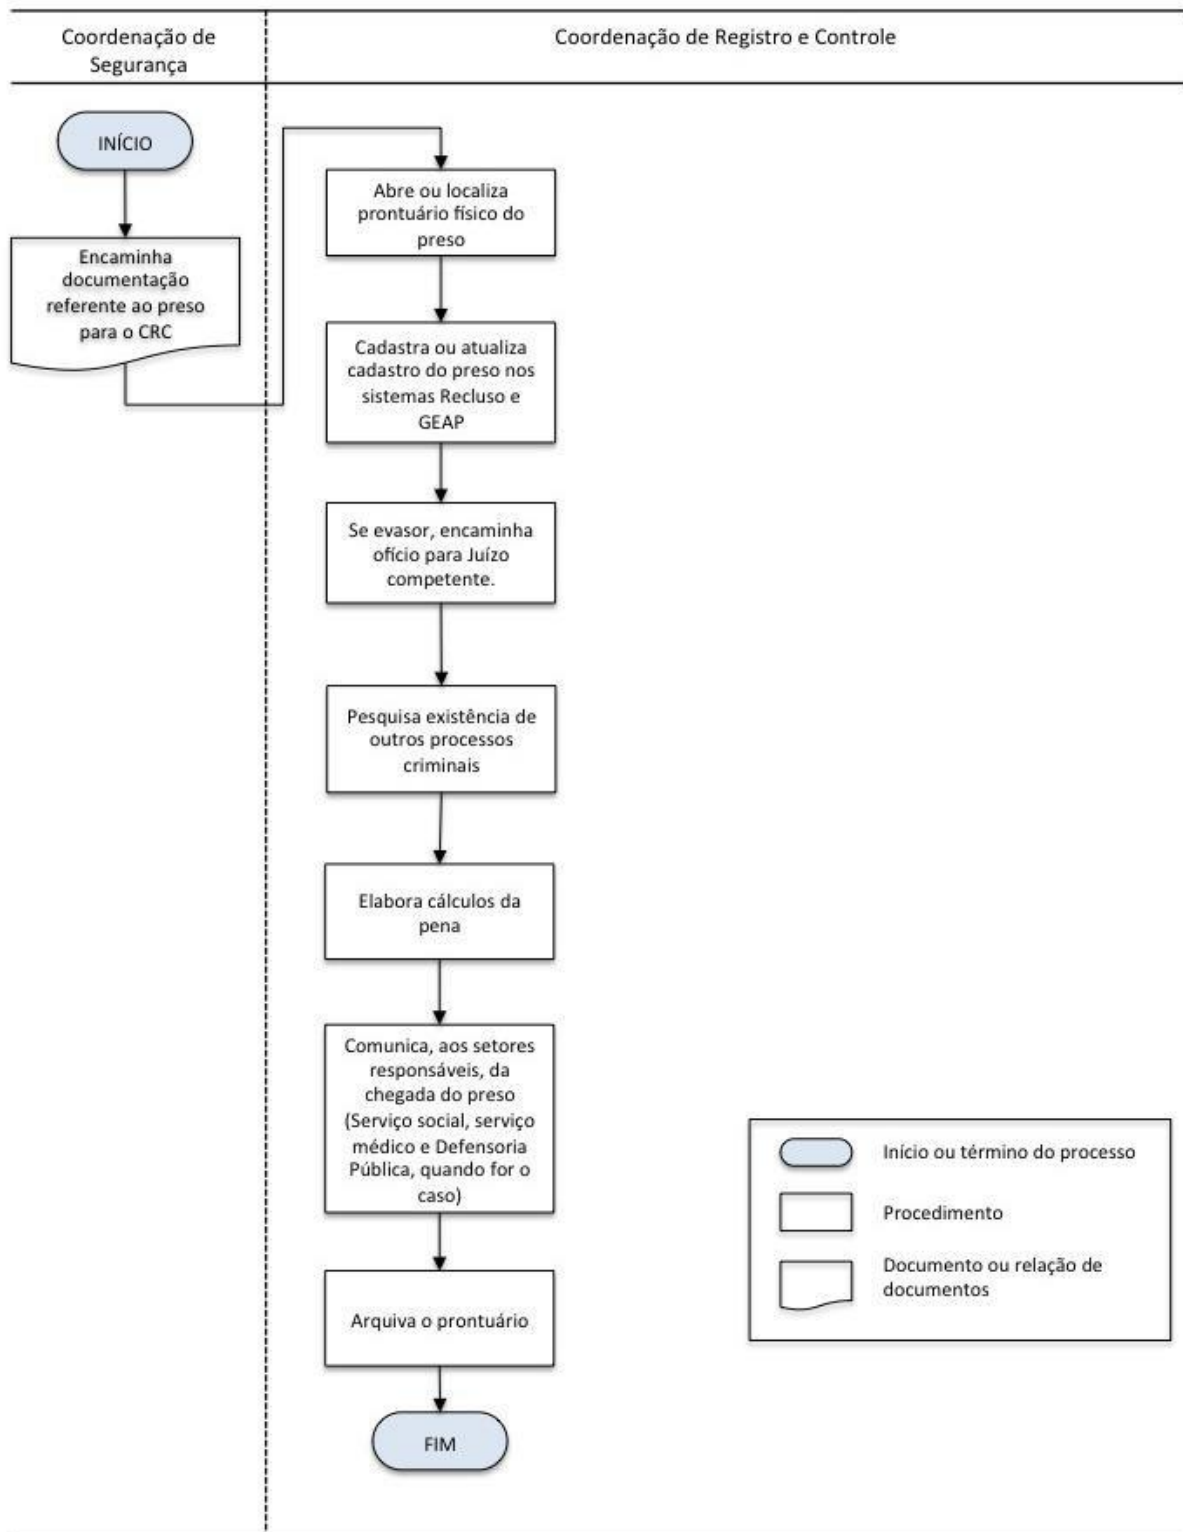 Coordenação de
Segurança
Coordenação de Registro e Controle
INÍCIO
Encaminha
documentação
referente ao preso
para o CRC
Abre ou localiza
prontuário físico do
preso
Cadastra ou atualiza
cadastro do preso nos
sistemas Recluso e
GEAP
Se evasor, encaminha
ofício para Juízo
competente.
Pesquisa existência de
outros processos
criminais
Elabora cálculos da
pena
Comunica, aos setores
responsáveis, da
chegada do preso
(Serviço social, serviço
médico e Defensoria
Pública, quando for o
caso)
Arquiva o prontuário
FIM
Início ou término do processo
Procedimento
Documento ou relação de
documentos